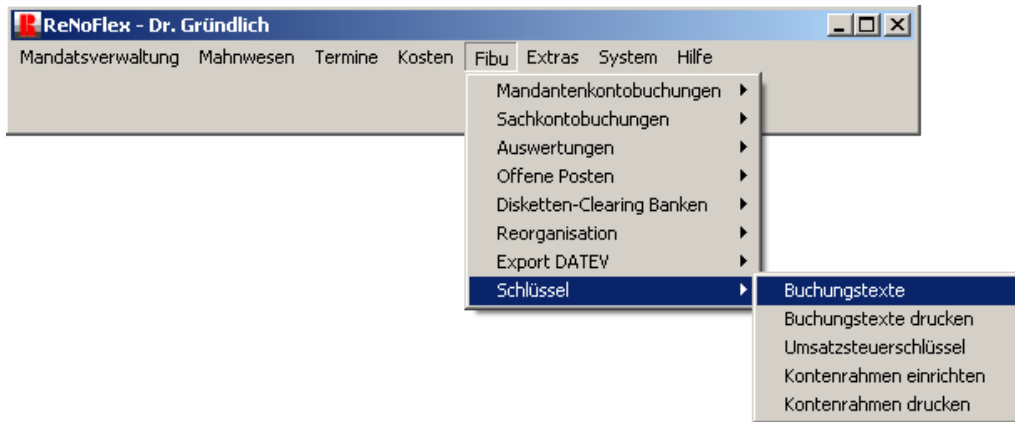 ReNoFlex - Dr. Gründlich
Mandatsverwaltung Mahnwesen Termine Kosten Fibu Extras System Hilfe
Mandantenkontobuchungen
Sachkontobuchungen
Auswertungen
Offene Posten
Disketten-Clearing Banken
Reorganisation
Export DATEV
Schlüssel
Buchungstexte
Buchungstexte drucken
Umsatzsteuerschlüssel
Kontenrahmen einrichten
Kontenrahmen drucken